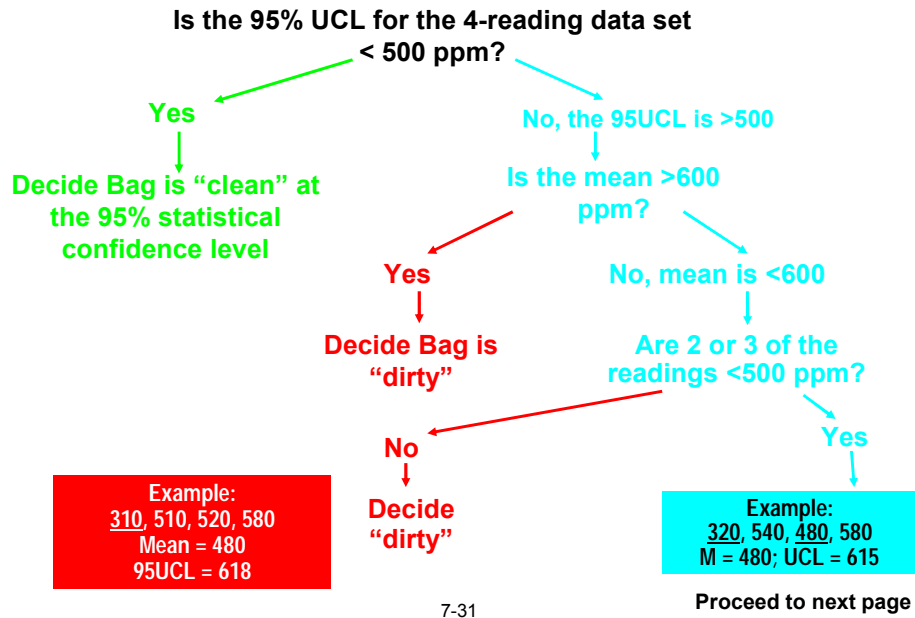 Is the 95% UCL for the 4-reading data set
< 500 ppm?
Yes
No, the 95UCL is >500
Decide Bag is “clean” at
the 95% statistical
confidence level
Is the mean >600
ppm?
Yes
No, mean is <600
Decide Bag is
“dirty”
Are 2 or 3 of the
readings <500 ppm?
No
Yes
Decide
“dirty”
Example:
310, 510, 520, 580
Mean = 480
95UCL = 618
Example:
320, 540, 480, 580
M = 480; UCL = 615
Proceed to next page
7-31